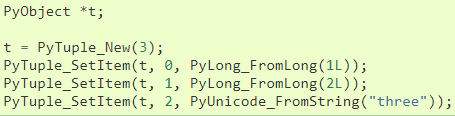 PyObject *t;
t = PyTuple_New(3);
PyTuple_SetItem(t, 0, PyLong_FromLong(1L));
PyTuple_SetItem(t, 1, PyLong_FromLong(2L));
PyTuple_SetItem(t, 2, PyUnicode_FromString("three"));